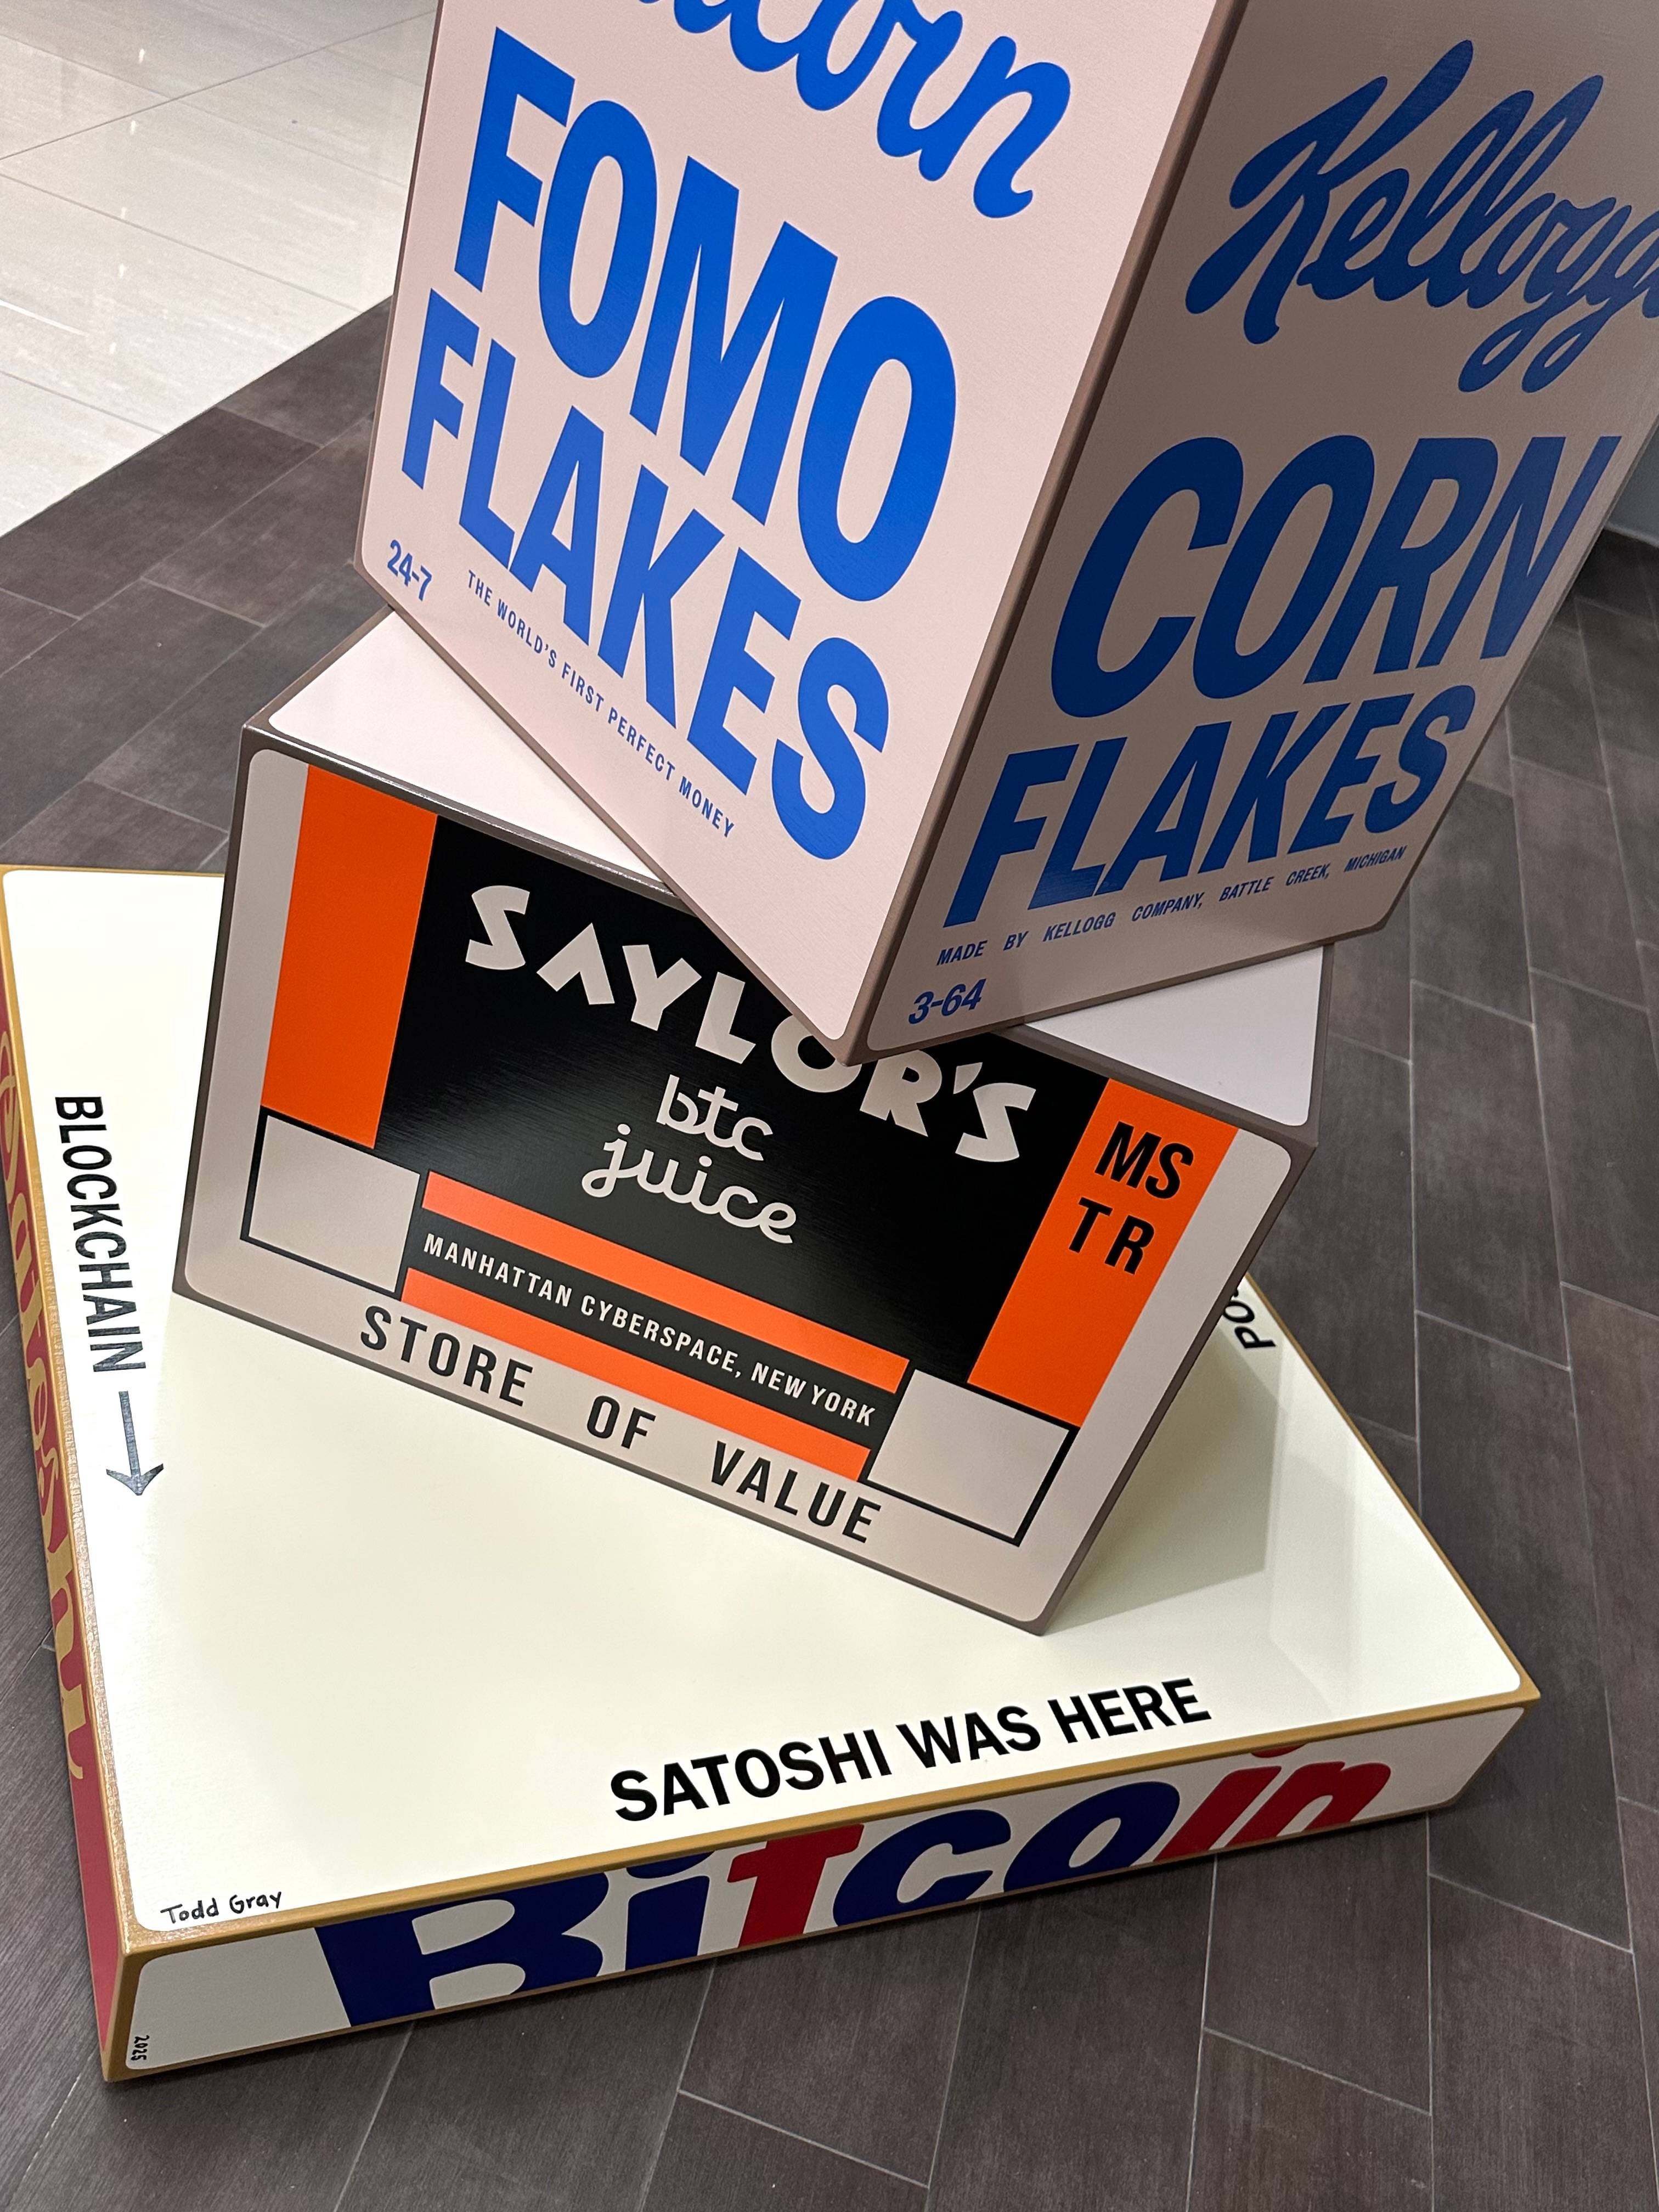 FOMO
FLAKES
24-7
THE WORLD'S FIRST PERFECT MONEY
Kellogg
CORN
FLAKES
MADE BY KELLOGG COMPANY, BATTLE CREEK, MICHIGAN
3-64
SAYLOR'S
btc
juice
MS
TR
MANHATTAN CYBERSPACE, NEW YORK
STORE OF VALUE
BLOCKCHAIN →
SATOSHI WAS HERE
Todd Gray
Bitcoin
2025